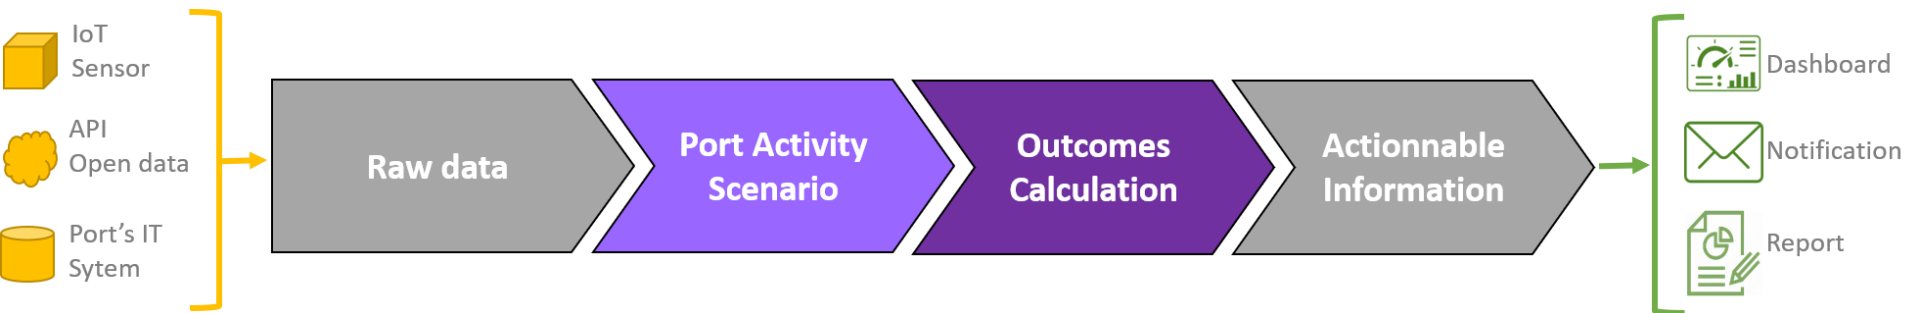 IoT
Sensor
API
Open data
Port's IT
Sytem
Raw data
Port Activity
Scenario
Outcomes
Calculation
Actionnable
Information
Dashboard
Notification
Report